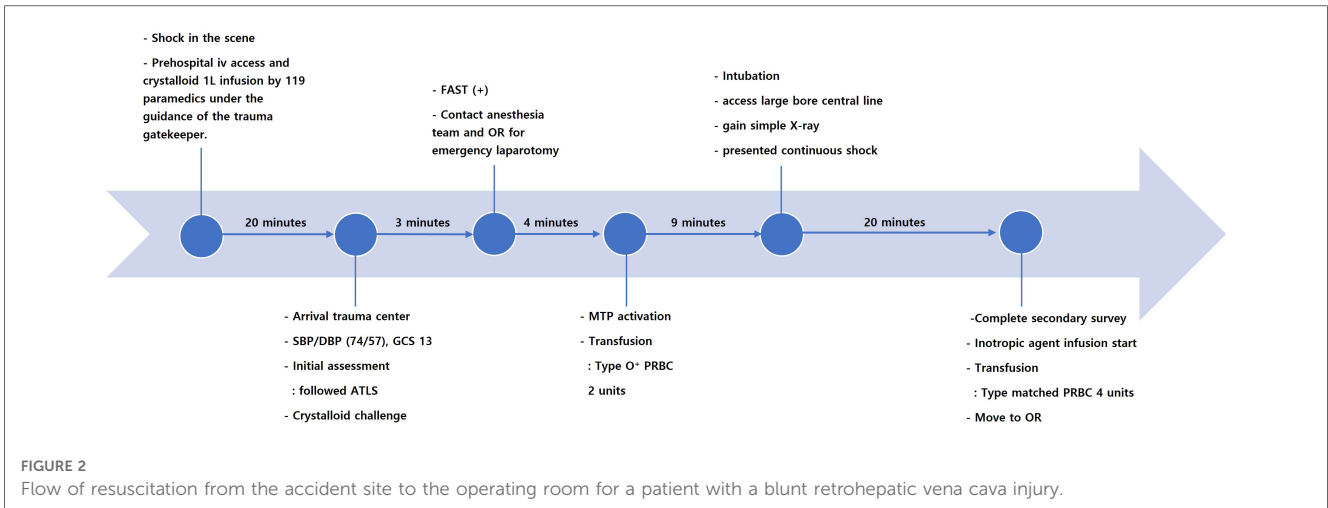 - Shock in the scene
- Prehospital iv access and
crystalloid 1L infusion by 119
paramedics under the
guidance of the trauma
gatekeeper.
- FAST (+)
- Contact anesthesia
team and OR for
emergency laparotomy
- Intubation
- access large bore central line
- gain simple X-ray
- presented continuous shock
20 minutes
3 minutes
4 minutes
9 minutes
20 minutes
- Arrival trauma center
- SBP/DBP (74/57), GCS 13
- Initial assessment
: followed ATLS
- Crystalloid challenge
- MTP activation
- Transfusion
: Type O⁺ PRBC
2 units
-Complete secondary survey
- Inotropic agent infusion start
- Transfusion
: Type matched PRBC 4 units
- Move to OR
FIGURE 2
Flow of resuscitation from the accident site to the operating room for a patient with a blunt retrohepatic vena cava injury.